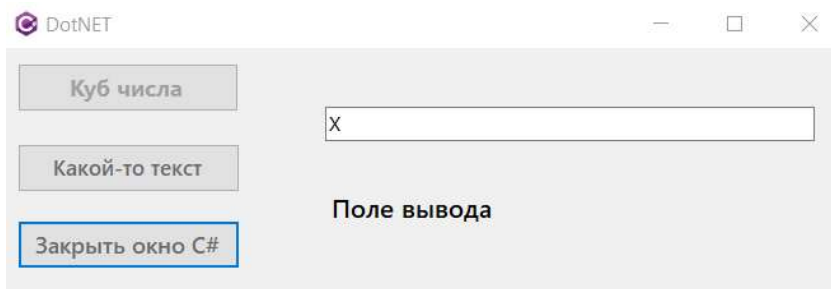 DotNET
Куб числа
X
Какой-то текст
Поле вывода
Закрыть окно C#